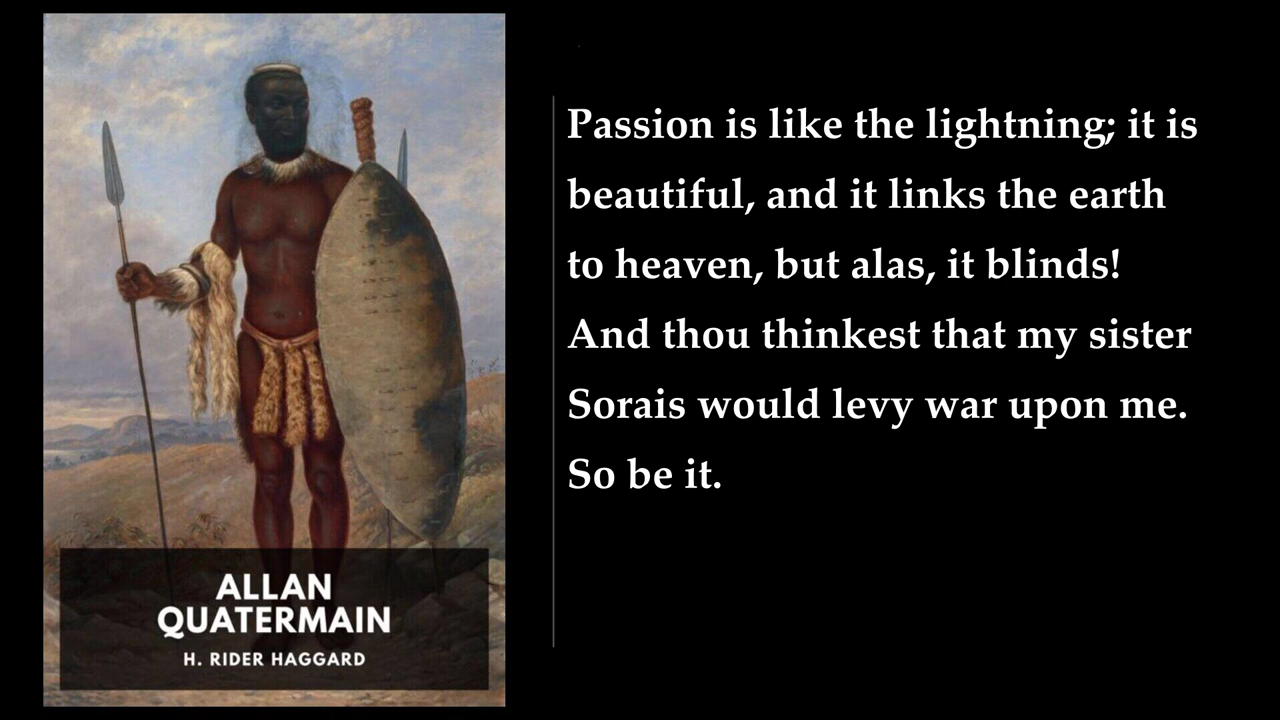 ALLAN
QUATERMAIN
H. RIDER HAGGARD
Passion is like the lightning; it is
beautiful, and it links the earth
to heaven, but alas, it blinds!
And thou thinkest that my sister
Sorais would levy war upon me.
So be it.